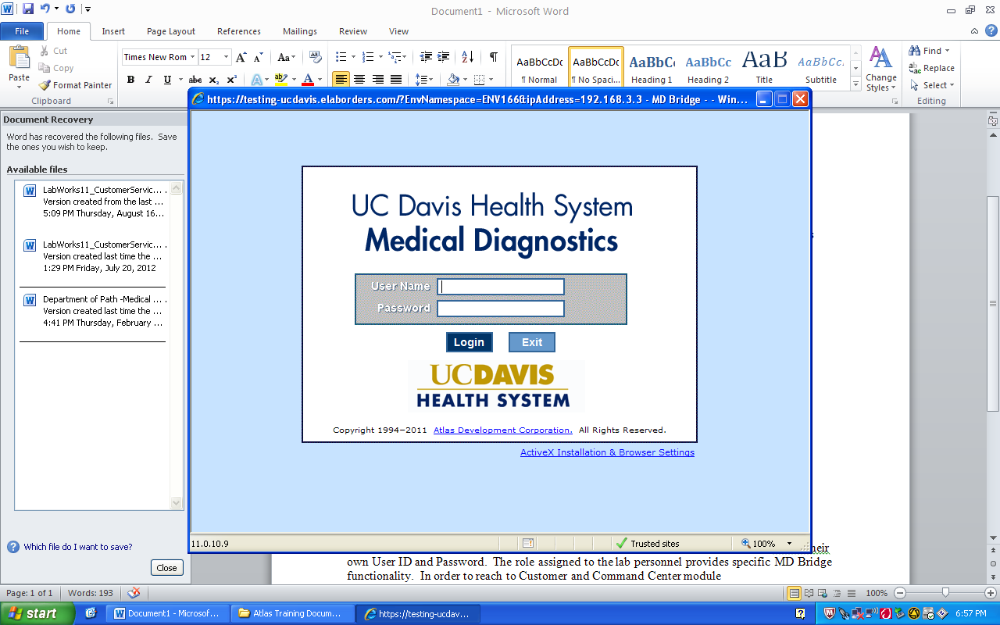 Document1 - Microsoft Word
File Home Insert Page Layout References Mailings Review View
Paste
Cut
Copy
Format Painter
Clipboard
Times New Rom 12
AaBbCcDc AaBbCcDc AaBbC AaBbCc AaB AaBbCc.
¶ Normal ¶ No Spaci... Heading 1 Heading 2 Title Subtitle
Change
Styles
Find
Replace
Select
Editing
https://testing-ucdavis.elaborders.com/?EnvNamespace=ENV166&ipAddress=192.168.3.3 - MD Bridge - - Win...
Document Recovery
Word has recovered the following files. Save
the ones you wish to keep.
Available files
LabWorks11_CustomerServic...
Version created from the last ...
5:09 PM Thursday, August 16...
LabWorks11_CustomerServic...
Version created last time the ...
1:29 PM Friday, July 20, 2012
Department of Path -Medical ...
Version created last time the ...
4:41 PM Thursday, February ...
Which file do I want to save?
Close
UC Davis Health System
Medical Diagnostics
User Name
Password
Login Exit
UCDAVIS
HEALTH SYSTEM
Copyright 1994-2011 Atlas Development Corporation. All Rights Reserved.
ActiveX Installation & Browser Settings
11.0.10.9 Trusted sites 100%
own User ID and Password. The role assigned to the lab personnel provides specific MD Bridge
functionality. In order to reach to Customer and Command Center module
Page: 1 of 1 Words: 193 100%
start Document1 - Microsof... Atlas Training Docum... https://testing-ucdav... 6:57 PM